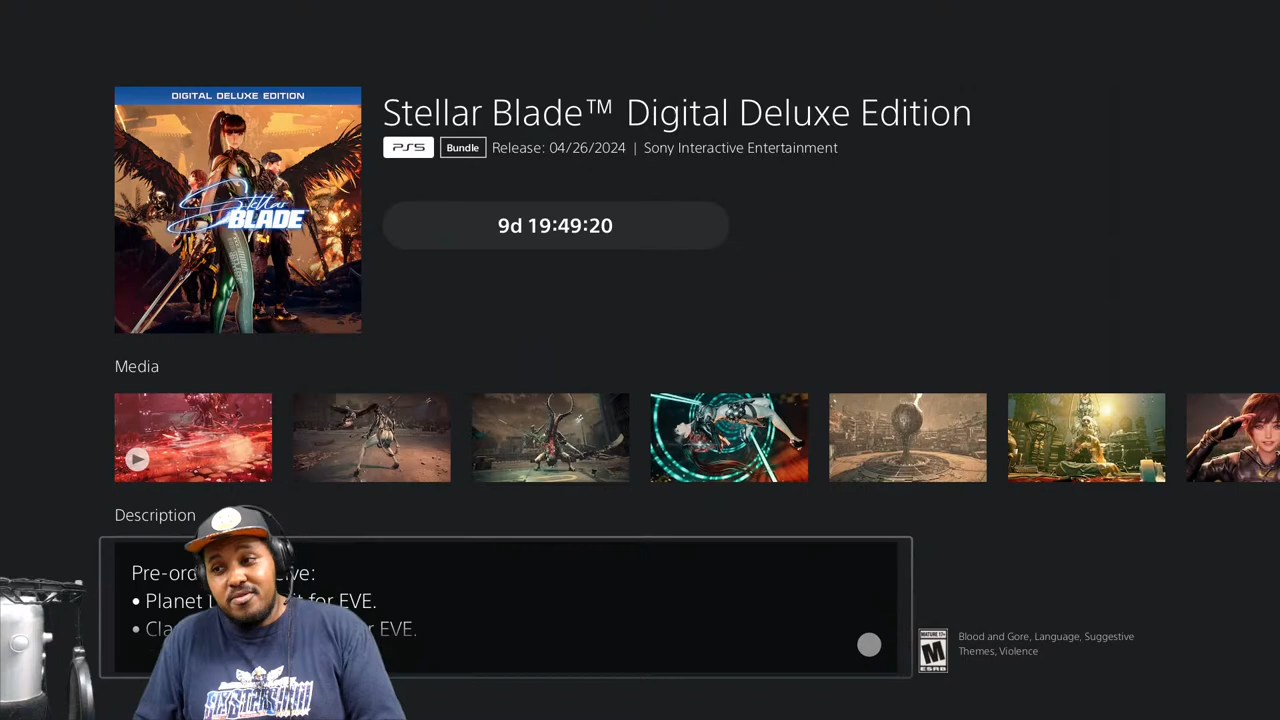 DIGITAL DELUXE EDITION
Stellar BLADE
Stellar Blade™ Digital Deluxe Edition
PS5 Bundle Release: 04/26/2024 | Sony Interactive Entertainment
9d 19:49:20
Media
Description
Pre-ord ive:
• Planet it for EVE.
• Cla r EVE.
MATURE 17+
M
ESRB
Blood and Gore, Language, Suggestive
Themes, Violence